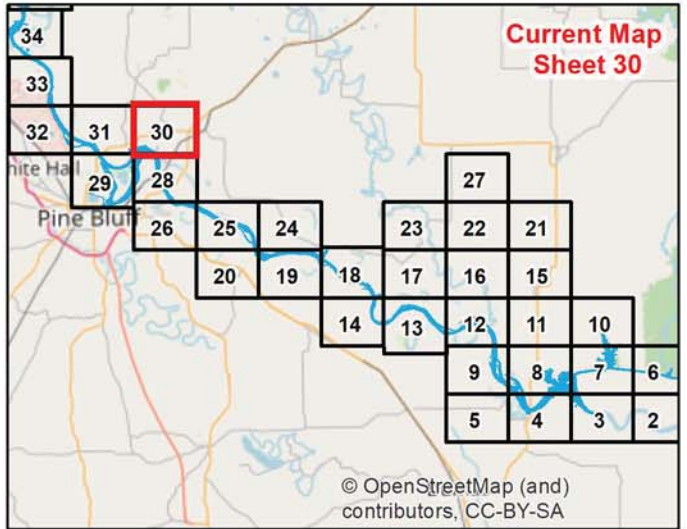 34
Current Map
Sheet 30
33
32 31 30
nite Hall
29 28 27
Pine Bluff
26 25 24 23 22 21
20 19 18 17 16 15
14 13 12 11 10
9 8 7 6
5 4 3 2
© OpenStreetMap (and)
contributors, CC-BY-SA